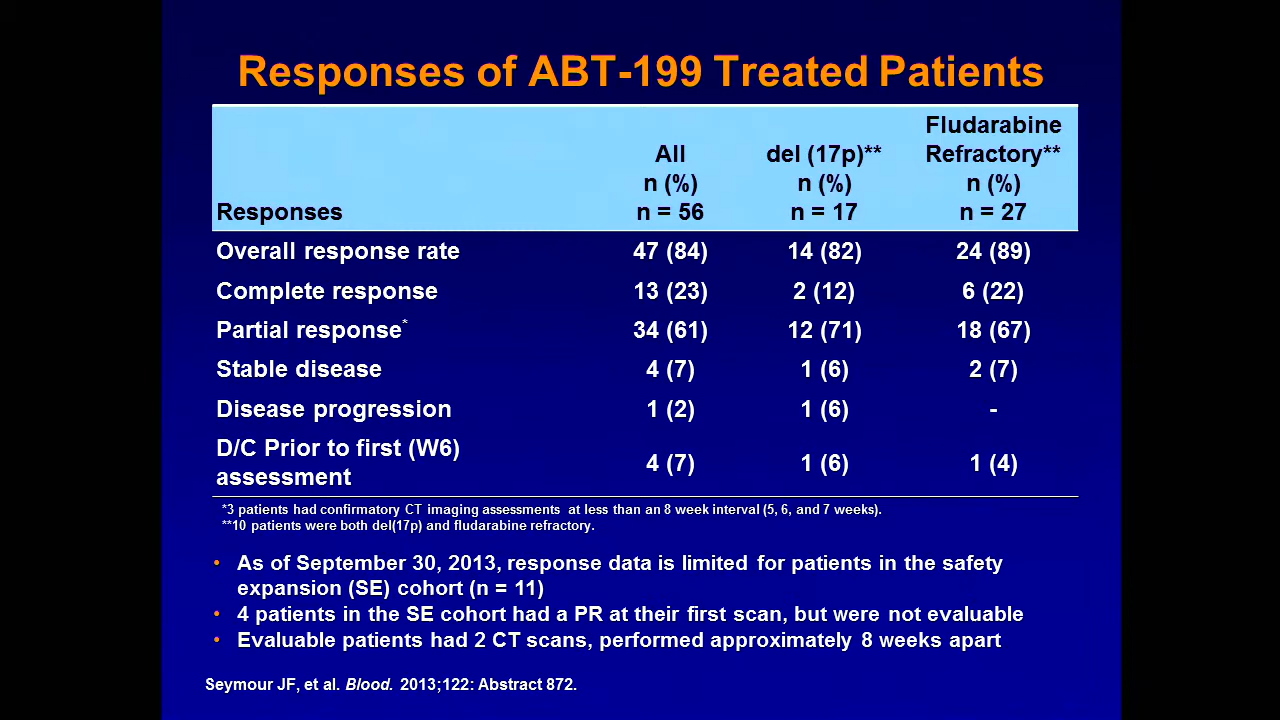 Responses of ABT-199 Treated Patients
Responses
All
n (%)
n = 56
del (17p)**
n (%)
n = 17
Fludarabine
Refractory**
n (%)
n = 27
Overall response rate 47 (84) 14 (82) 24 (89)
Complete response 13 (23) 2 (12) 6 (22)
Partial response* 34 (61) 12 (71) 18 (67)
Stable disease 4 (7) 1 (6) 2 (7)
Disease progression 1 (2) 1 (6) -
D/C Prior to first (W6)
assessment 4 (7) 1 (6) 1 (4)
*3 patients had confirmatory CT imaging assessments at less than an 8 week interval (5, 6, and 7 weeks).
**10 patients were both del(17p) and fludarabine refractory.
• As of September 30, 2013, response data is limited for patients in the safety
expansion (SE) cohort (n = 11)
• 4 patients in the SE cohort had a PR at their first scan, but were not evaluable
• Evaluable patients had 2 CT scans, performed approximately 8 weeks apart
Seymour JF, et al. Blood. 2013;122: Abstract 872.